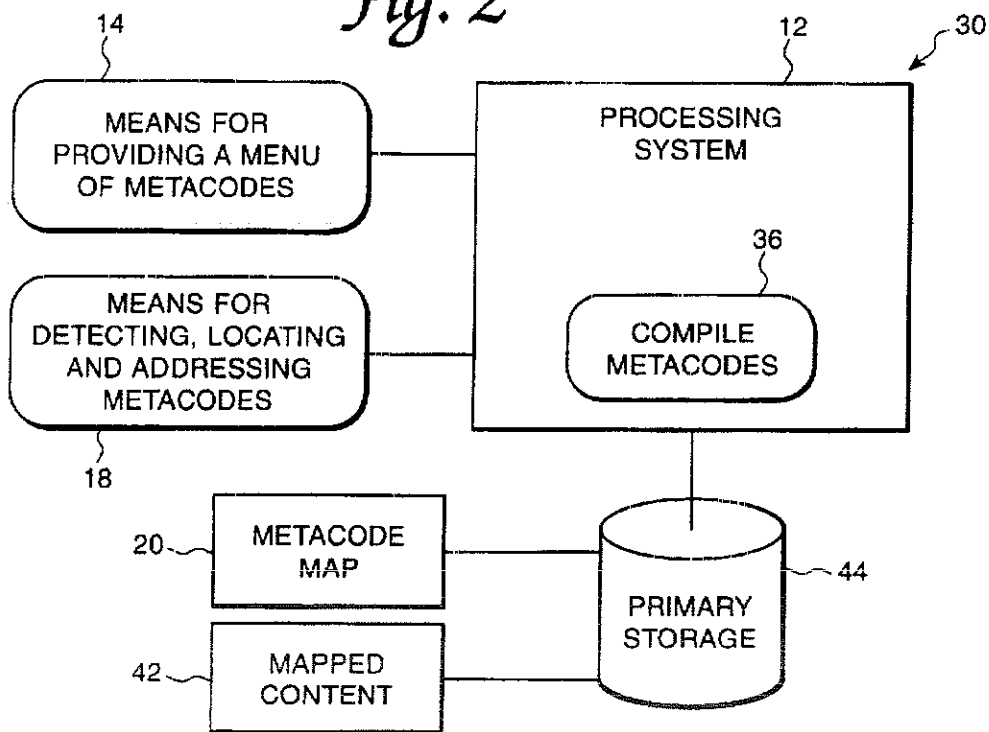 Fig. 2
14
12
30
MEANS FOR
PROVIDING A MENU
OF METACODES
PROCESSING
SYSTEM
36
MEANS FOR
DETECTING, LOCATING
AND ADDRESSING
METACODES
COMPILE
METACODES
18
20
METACODE
MAP
44
PRIMARY
STORAGE
42
MAPPED
CONTENT